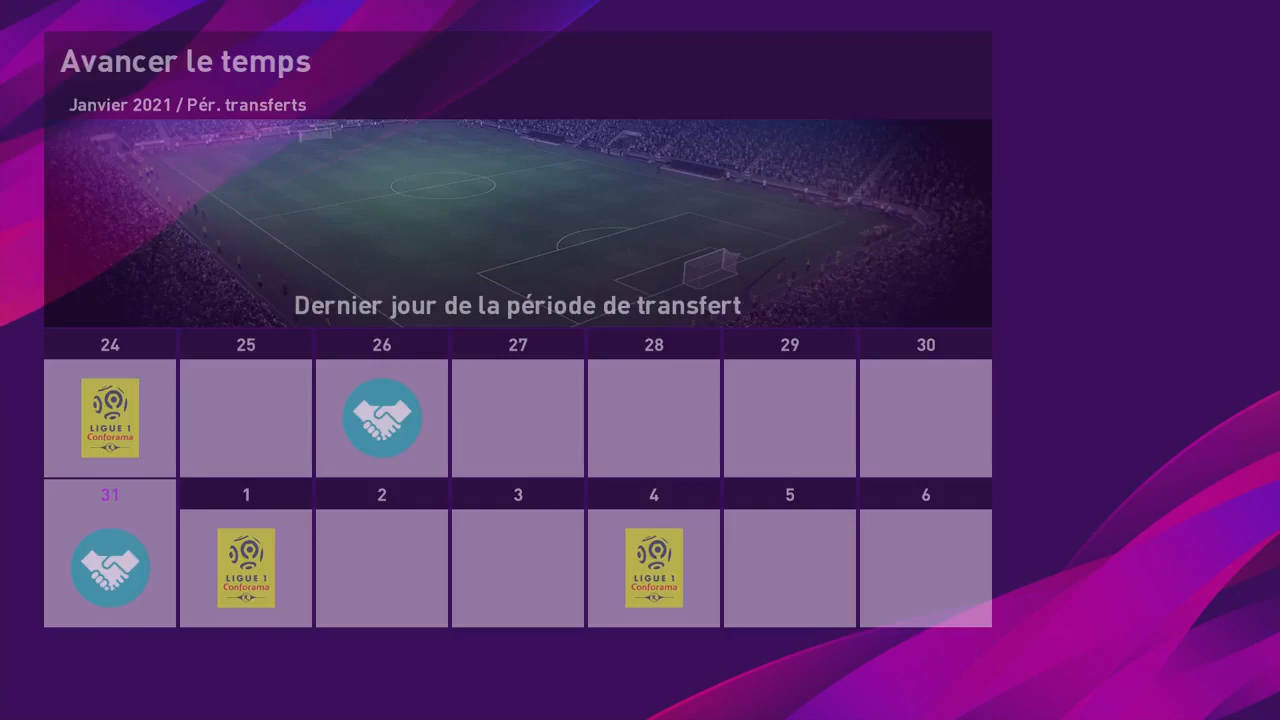 Avancer le temps
Janvier 2021 / Pér. transferts
Dernier jour de la période de transfert
24 25 26 27 28 29 30
LIGUE 1
Conforama
31 1 2 3 4 5 6
LIGUE 1 LIGUE 1
Conforama Conforama